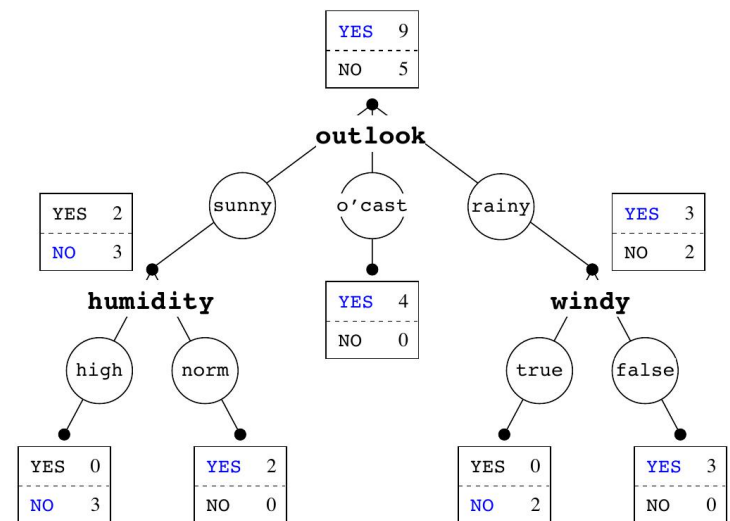 YES 9
NO 5
outlook
sunny
o'cast
rainy
YES 2
NO 3
YES 3
NO 2
humidity
YES 4
NO 0
windy
high
norm
true
false
YES 0
NO 3
YES 2
NO 0
YES 0
NO 2
YES 3
NO 0